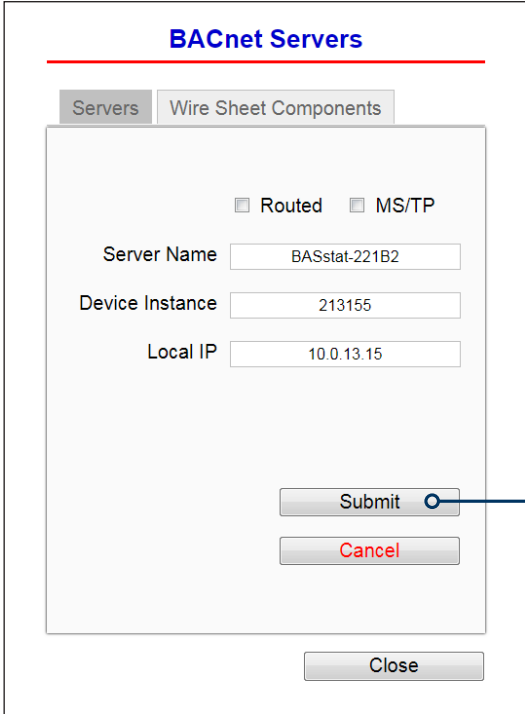 BACnet Servers
Servers Wire Sheet Components
Routed MS/TP
Server Name BASstat-221B2
Device Instance 213155
Local IP 10.0.13.15
Submit
Cancel
Close